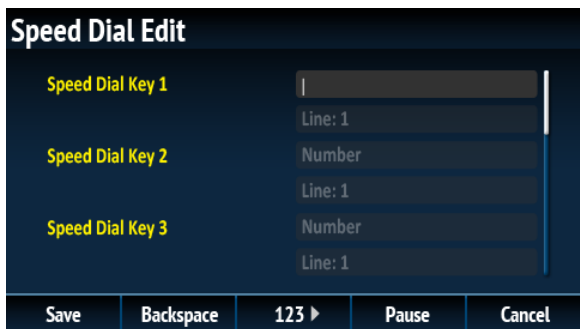 Speed Dial Edit
Speed Dial Key 1
Line: 1
Speed Dial Key 2 Number
Line: 1
Speed Dial Key 3 Number
Line: 1
Save Backspace 123 Pause Cancel